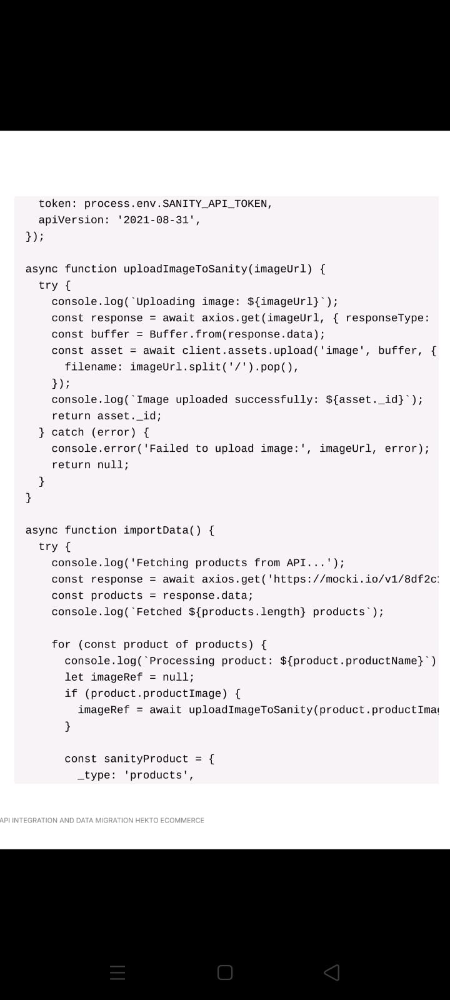 token: process.env.SANITY_API_TOKEN,
apiVersion: '2021-08-31',
});
async function uploadImageToSanity(imageUrl) {
try {
console.log(`Uploading image: ${imageUrl}`);
const response = await axios.get(imageUrl, { responseType:
const buffer = Buffer.from(response.data);
const asset = await client.assets.upload('image', buffer, {
filename: imageUrl.split('/').pop(),
});
console.log(`Image uploaded successfully: ${asset._id}`);
return asset._id;
} catch (error) {
console.error('Failed to upload image:', imageUrl, error);
return null;
}
}
async function importData() {
try {
console.log('Fetching products from API...');
const response = await axios.get('https://mocki.io/v1/8df2c
const products = response.data;
console.log(`Fetched ${products.length} products`);
for (const product of products) {
console.log(`Processing product: ${product.productName}`)
let imageRef = null;
if (product.productImage) {
imageRef = await uploadImageToSanity(product.productIma
}
const sanityProduct = {
_type: 'products',
API INTEGRATION AND DATA MIGRATION HEKTO ECOMMERCE